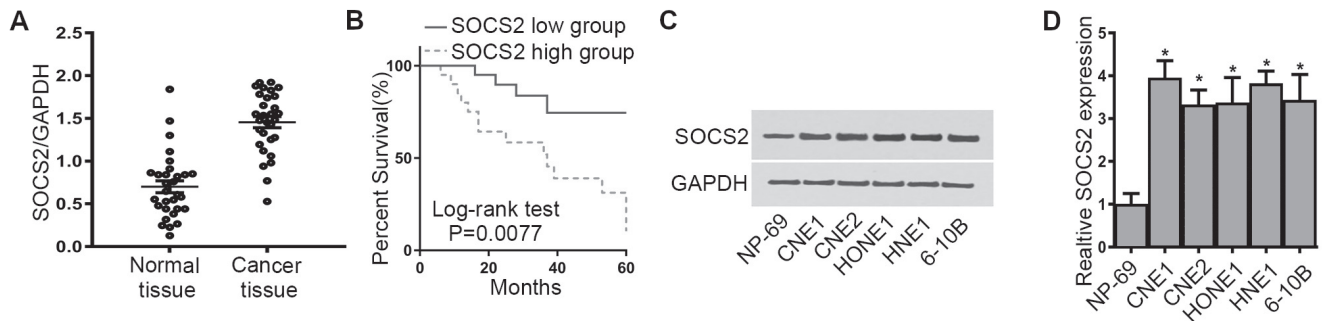 A
SOCS2/GAPDH
2.0
1.5
1.0
0.5
0.0
Normal
tissue
Cancer
tissue
B
SOCS2 low group
SOCS2 high group
Percent Survival(%)
100
50
0
Log-rank test
P=0.0077
0
20
40
60
Months
C
SOCS2
GAPDH
NP-69
CNE1
CNE2
HONE1
HNE1
6-10B
D
Realtive SOCS2 expression
5
4
3
2
1
0
*
*
*
*
*
NP-69
CNE1
CNE2
HONE1
HNE1
6-10B